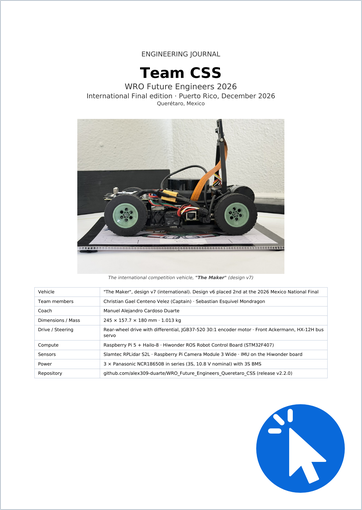 ENGINEERING JOURNAL
Team CSS
WRO Future Engineers 2026
International Final edition · Puerto Rico, December 2026
Querétaro, Mexico
The international competition vehicle, "The Maker" (design v7)
Vehicle "The Maker", design v7 (international). Design v6 placed 2nd at the 2026 Mexico National Final
Team members Christian Gael Centeno Velez (Captain) · Sebastian Esquivel Mondragon
Coach Manuel Alejandro Cardoso Duarte
Dimensions / Mass 245 × 157.7 × 180 mm · 1.013 kg
Drive / Steering Rear-wheel drive with differential, JGB37-520 30:1 encoder motor · Front Ackermann, HX-12H bus
servo
Compute Raspberry Pi 5 + Hailo-8 · Hiwonder ROS Robot Control Board (STM32F407)
Sensors Slamtec RPLidar S2L · Raspberry Pi Camera Module 3 Wide · IMU on the Hiwonder board
Power 3 × Panasonic NCR18650B in series (3S, 10.8 V nominal) with 3S BMS
Repository github.com/alex309-duarte/WRO_Future_Engineers_Queretaro_CSS (release v2.2.0)